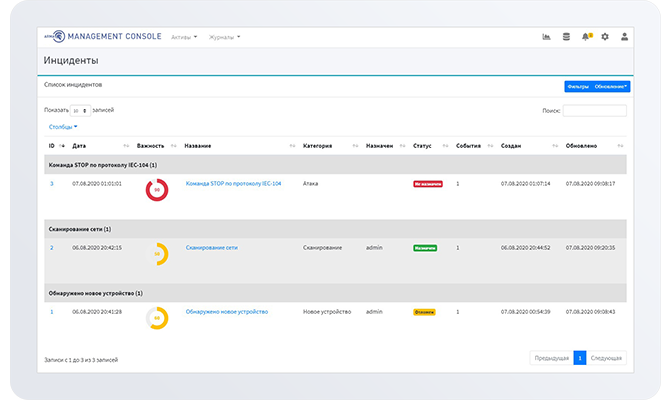 ARMA MANAGEMENT CONSOLE Активы Журналы
Инциденты
Список инцидентов Фильтры Обновление
Показать записей Поиск:
Столбцы
ID Дата Важность Название Категория Назначен Статус События Создан Обновлено
Команда STOP по протоколу IEC-104 (1)
3 07.08.2020 01:01:01 90 Команда STOP по протоколу IEC-104 Атака Не назначен 1 07.08.2020 01:07:14 07.08.2020 09:08:17
Сканирование сети (1)
2 06.08.2020 20:42:15 Сканирование сети Сканирование admin Назначен 1 06.08.2020 20:44:52 07.08.2020 09:20:35
Обнаружено новое устройство (1)
1 06.08.2020 20:41:28 Обнаружено новое устройство Новое устройство admin Отложен 1 07.08.2020 00:54:39 07.08.2020 09:08:43
Записи с 1 до 3 из 3 записей Предыдущая 1 Следующая